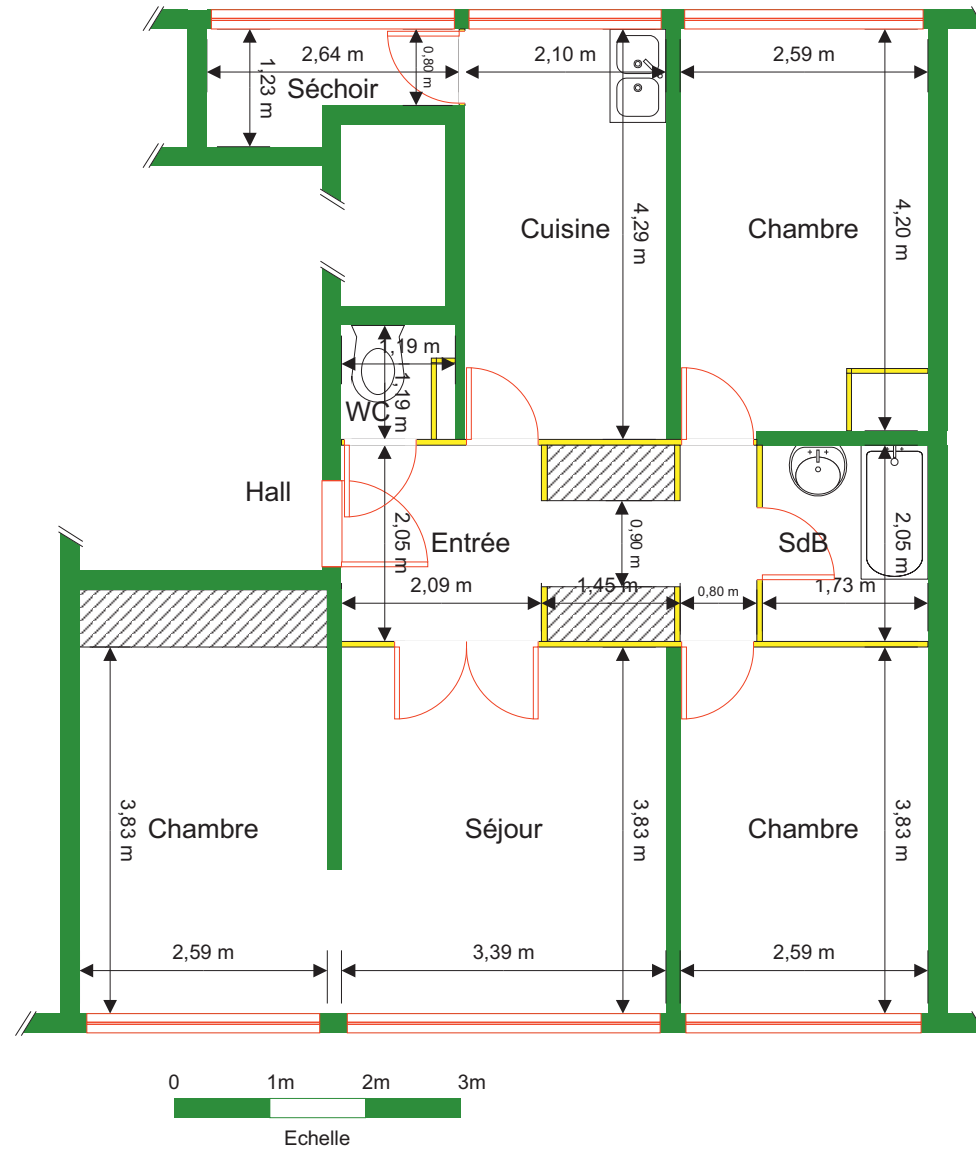 2,64 m
2,10 m
2,59 m
0,80 m
1,23 m
Séchoir
Cuisine
4,29 m
Chambre
4,20 m
1,19 m
1,19 m
WC
Hall
2,05 m
Entrée
0,90 m
SdB
2,05 m
2,09 m
1,45 m
0,80 m
1,73 m
3,83 m
Chambre
Séjour
3,83 m
Chambre
3,83 m
2,59 m
3,39 m
2,59 m
0 1m 2m 3m
Echelle